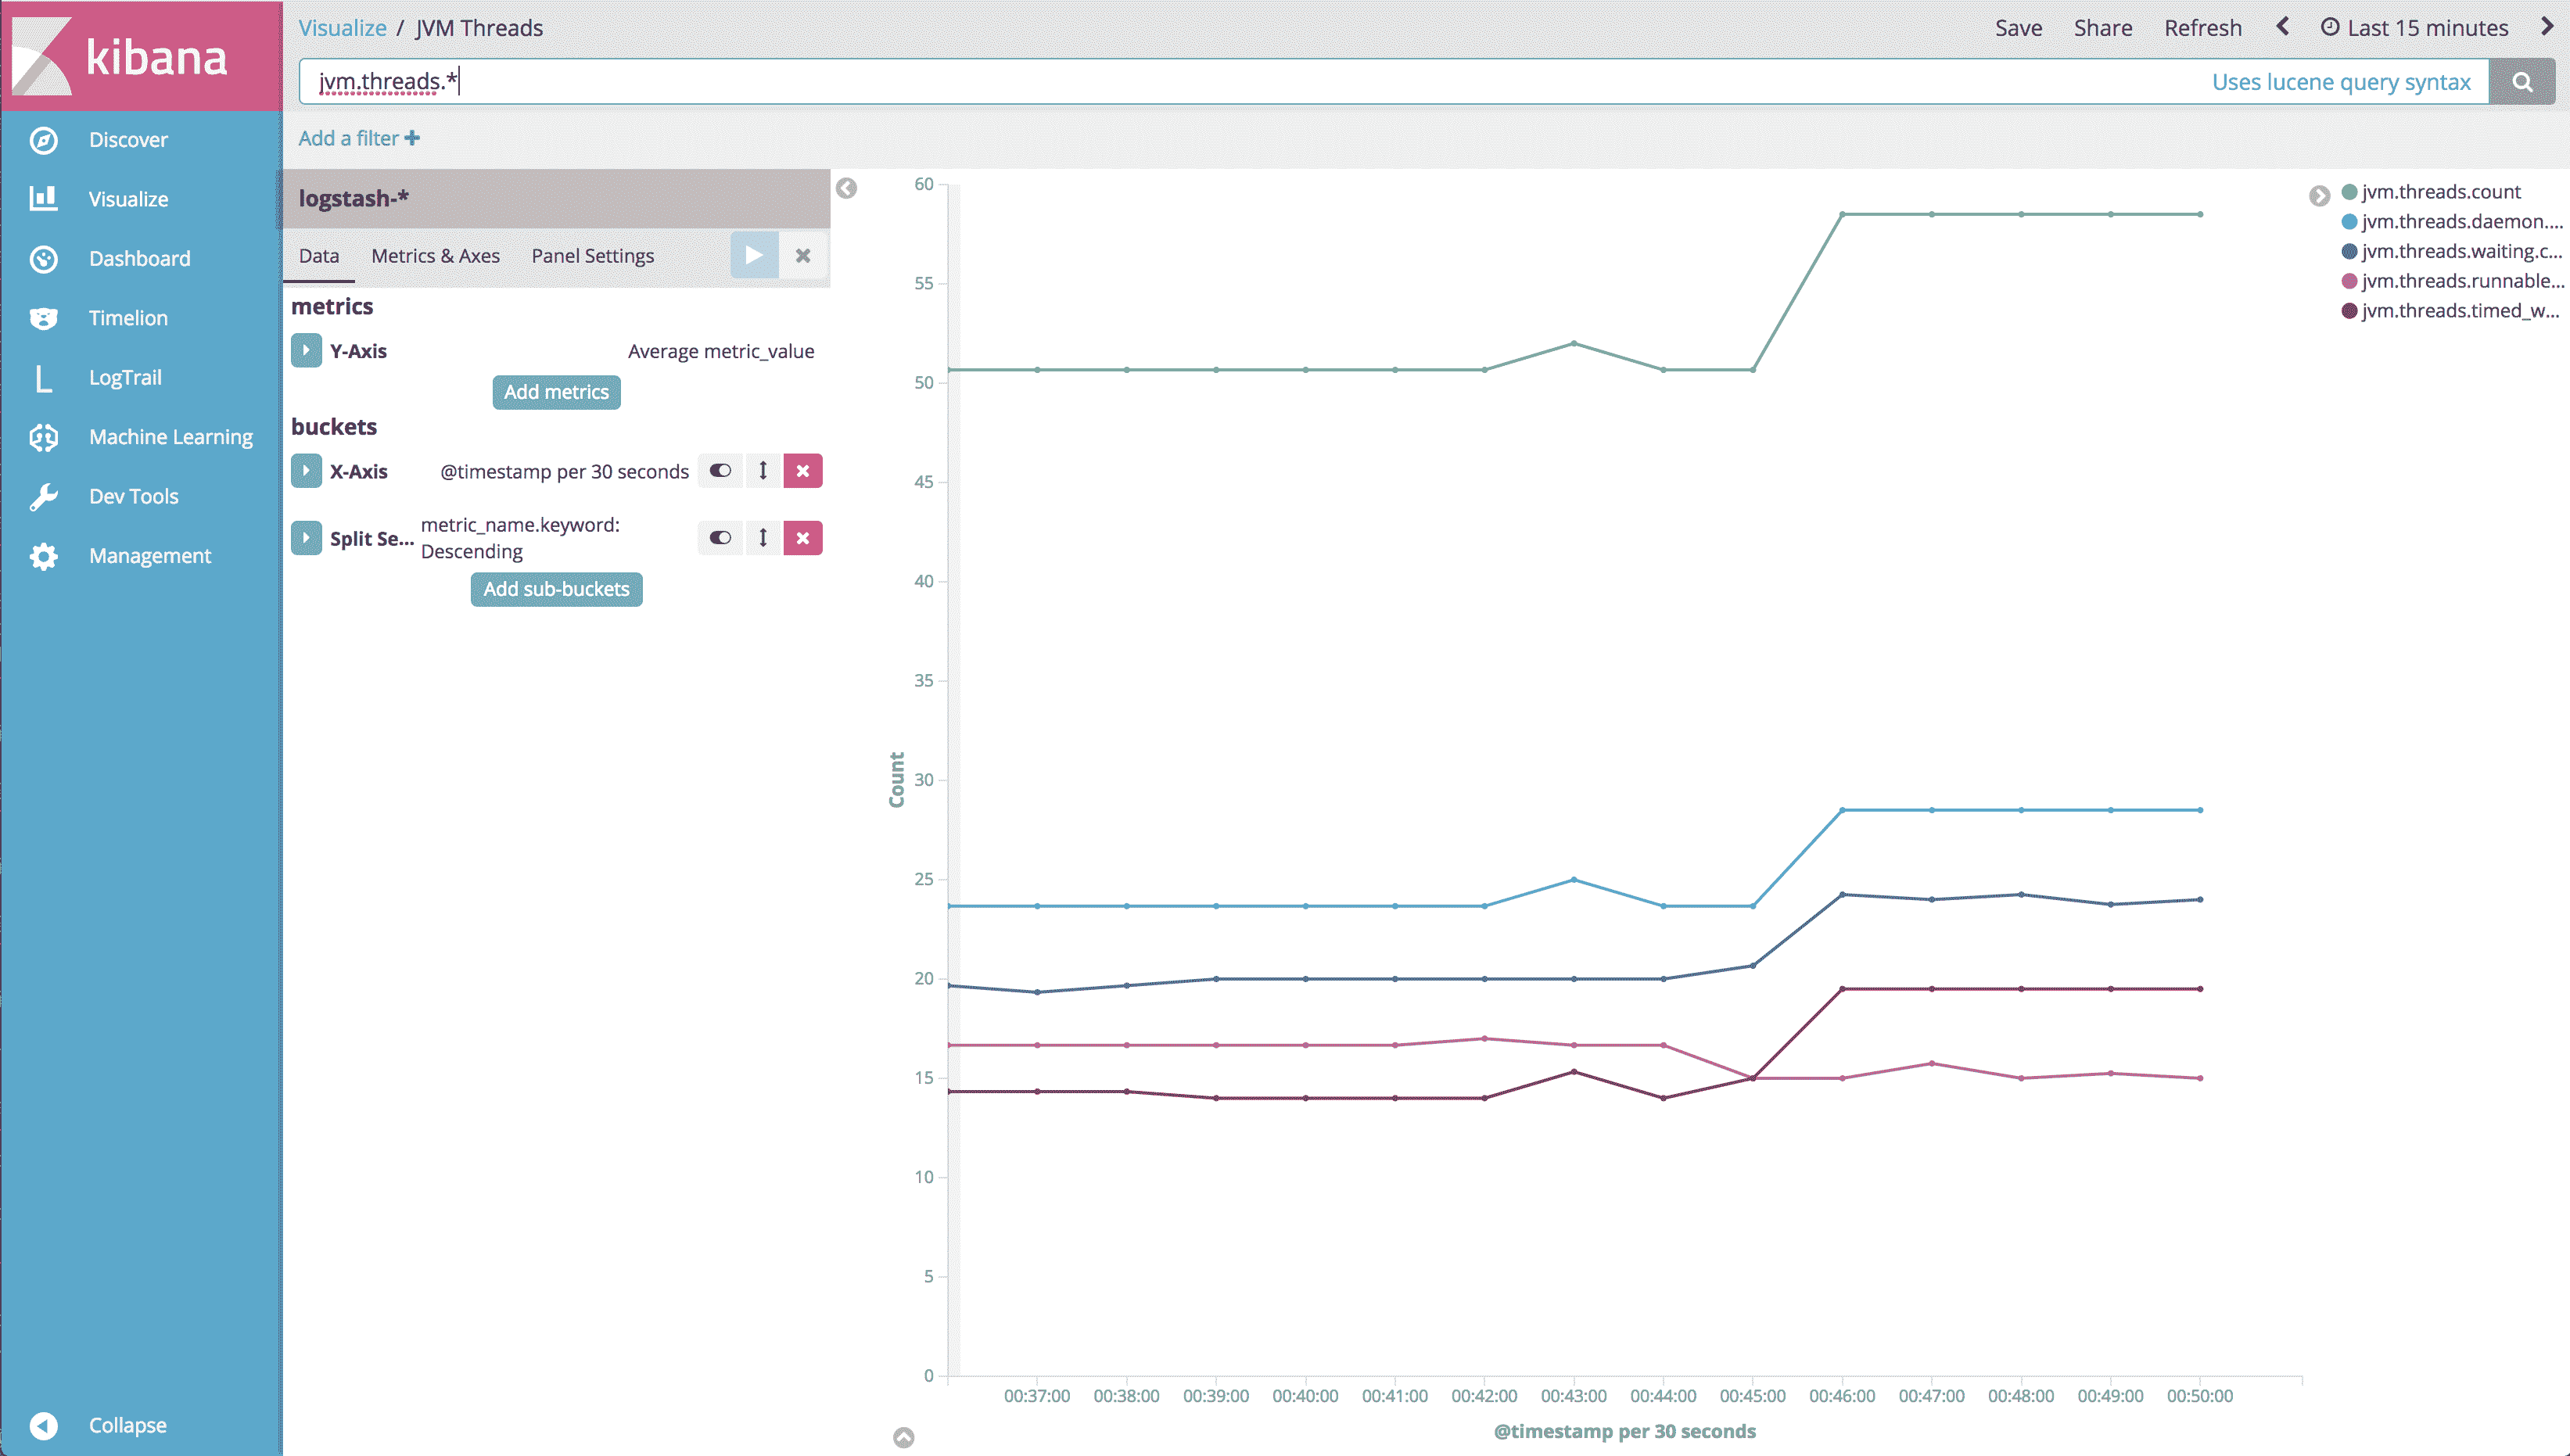 kibana
Visualize / JVM Threads
Save Share Refresh Last 15 minutes
jvm.threads.*
Uses lucene query syntax
Add a filter
Discover
Visualize
Dashboard
Timelion
LogTrail
Machine Learning
Dev Tools
Management
Collapse
logstash-*
Data Metrics & Axes Panel Settings
metrics
Y-Axis Average metric_value
Add metrics
buckets
X-Axis @timestamp per 30 seconds
Split Se... metric_name.keyword:
Descending
Add sub-buckets
60
55
50
45
40
35
30
25
20
15
10
5
0
Count
00:37:00 00:38:00 00:39:00 00:40:00 00:41:00 00:42:00 00:43:00 00:44:00 00:45:00 00:46:00 00:47:00 00:48:00 00:49:00 00:50:00
@timestamp per 30 seconds
jvm.threads.count
jvm.threads.daemon....
jvm.threads.waiting.c...
jvm.threads.runnable...
jvm.threads.timed_w...